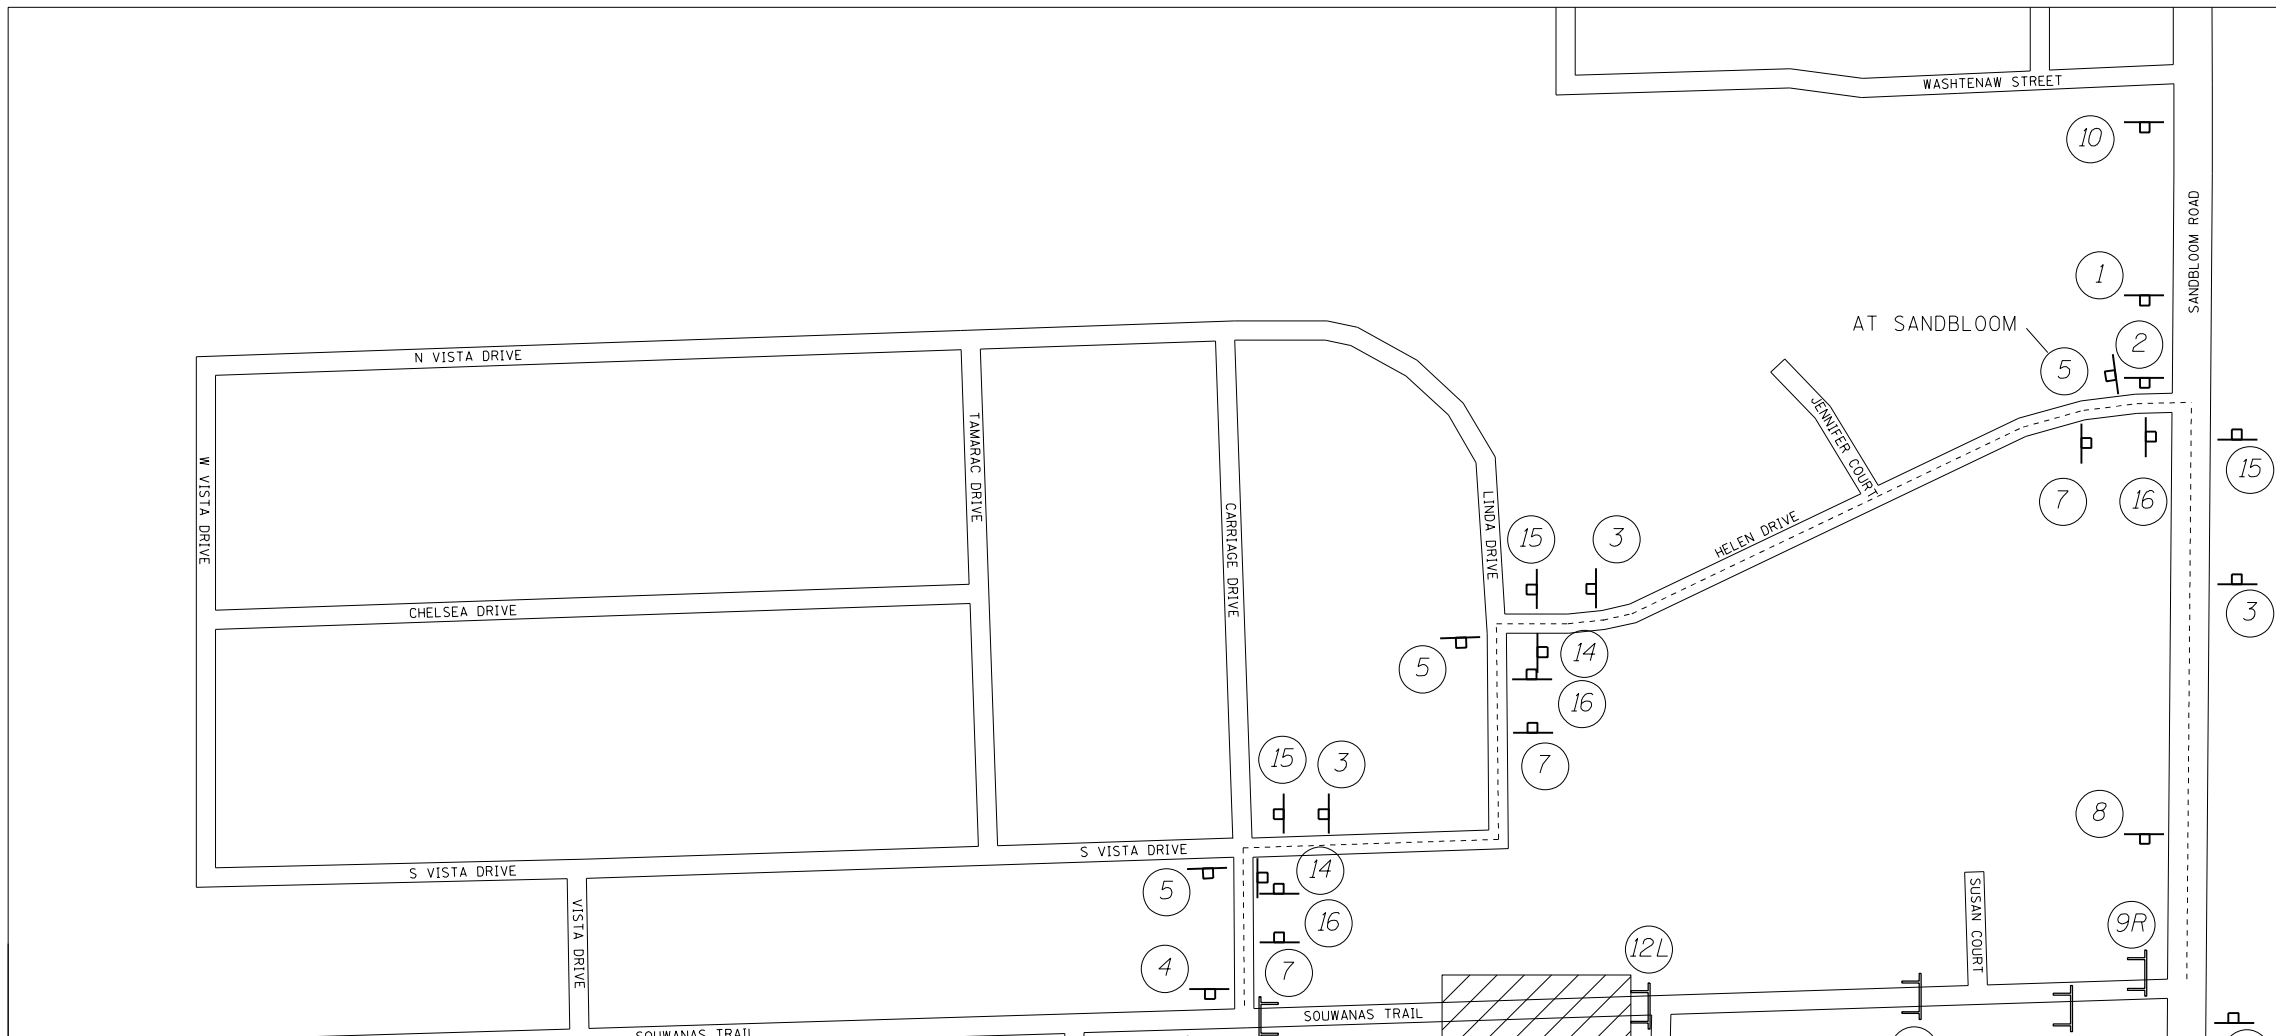 WASHTENAW STREET
10
SANDBLOOM ROAD
1
AT SANDBLOOM
2
5
N VISTA DRIVE
JENNIFER COURT
TAMARAC DRIVE
W VISTA DRIVE
CARRIAGE DRIVE
LINDA DRIVE
15
7
16
HELEN DRIVE
15
3
CHELSEA DRIVE
3
5
14
16
15
3
7
8
S VISTA DRIVE
S VISTA DRIVE
5
14
16
VISTA DRIVE
SUSAN COURT
9R
12L
4
7
SOUWANAS TRAIL
SOUWANAS TRAIL